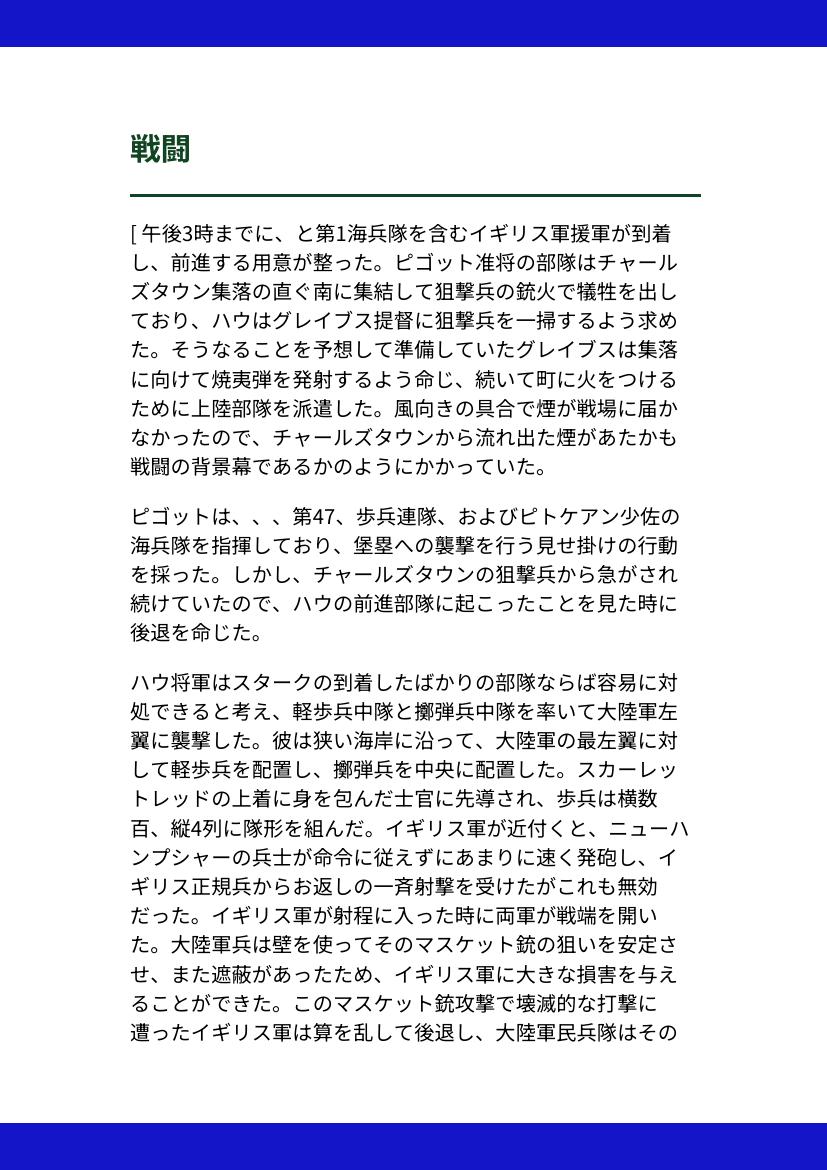 戦闘
[ 午後3時までに、と第1海兵隊を含むイギリス軍援軍が到着
し、前進する用意が整った。ピゴット准将の部隊はチャール
ズタウン集落の直ぐ南に集結して狙撃兵の銃火で犠牲を出し
ており、ハウはグレイブス提督に狙撃兵を一掃するよう求め
た。そうなることを予想して準備していたグレイブスは集落
に向けて焼夷弾を発射するよう命じ、続いて町に火をつける
ために上陸部隊を派遣した。風向きの具合で煙が戦場に届か
なかったので、チャールズタウンから流れ出た煙があたかも
戦闘の背景幕であるかのようにかかっていた。
ピゴットは、、、第47、歩兵連隊、およびピトケアン少佐の
海兵隊を指揮しており、堡塁への襲撃を行う見せ掛けの行動
を採った。しかし、チャールズタウンの狙撃兵から急がされ
続けていたので、ハウの前進部隊に起こったことを見た時に
後退を命じた。
ハウ将軍はスタークの到着したばかりの部隊ならば容易に対
処できると考え、軽歩兵中隊と擲弾兵中隊を率いて大陸軍左
翼に襲撃した。彼は狭い海岸に沿って、大陸軍の最左翼に対
して軽歩兵を配置し、擲弾兵を中央に配置した。スカーレッ
トレッドの上着に身を包んだ士官に先導され、歩兵は横数
百、縦4列に隊形を組んだ。イギリス軍が近付くと、ニューハ
ンプシャーの兵士が命令に従えずにあまりに速く発砲し、イ
ギリス正規兵からお返しの一斉射撃を受けたがこれも無効
だった。イギリス軍が射程に入った時に両軍が戦端を開い
た。大陸軍兵は壁を使ってそのマスケット銃の狙いを安定さ
せ、また遮蔽があったため、イギリス軍に大きな損害を与え
ることができた。このマスケット銃攻撃で壊滅的な打撃に
遭ったイギリス軍は算を乱して後退し、大陸軍民兵隊はその